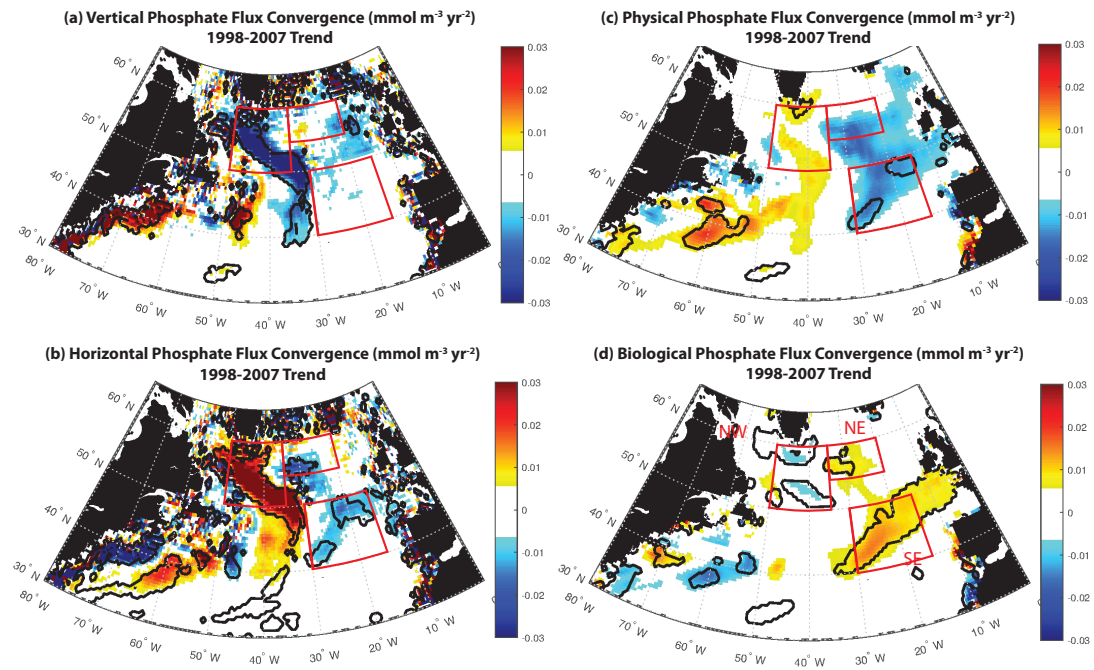 (a) Vertical Phosphate Flux Convergence (mmol m⁻³ yr⁻²)
1998-2007 Trend
60° N
50° N
40° N
30° N
80° W
70° W
60° W
50° W
40° W
30° W
20° W
10° W
0.03
0.02
0.01
0
-0.01
-0.02
-0.03
(c) Physical Phosphate Flux Convergence (mmol m⁻³ yr⁻²)
1998-2007 Trend
60° N
50° N
40° N
30° N
80° W
70° W
60° W
50° W
40° W
30° W
20° W
10° W
0.03
0.02
0.01
0
-0.01
-0.02
-0.03
(b) Horizontal Phosphate Flux Convergence (mmol m⁻³ yr⁻²)
1998-2007 Trend
60° N
50° N
40° N
30° N
80° W
70° W
60° W
50° W
40° W
30° W
20° W
10° W
0.03
0.02
0.01
0
-0.01
-0.02
-0.03
(d) Biological Phosphate Flux Convergence (mmol m⁻³ yr⁻²)
1998-2007 Trend
NW
NE
SE
60° N
50° N
40° N
30° N
80° W
70° W
60° W
50° W
40° W
30° W
20° W
10° W
0.03
0.02
0.01
0
-0.01
-0.02
-0.03